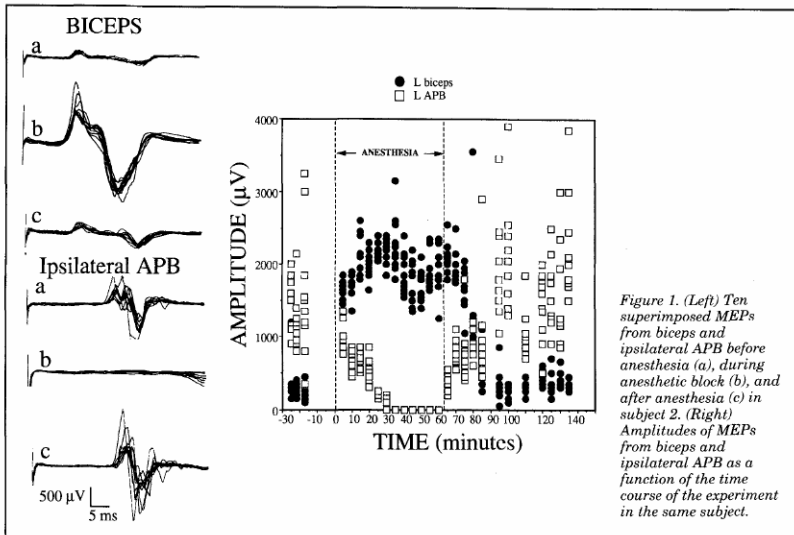 BICEPS
a
b
c
Ipsilateral APB
a
b
c
500 µV
5 ms
● L biceps
□ L APB
AMPLITUDE (µV)
4000
3000
2000
1000
0
ANESTHESIA
-30 -10 0 10 20 30 40 50 60 70 80 90 100 120 140
TIME (minutes)
Figure 1. (Left) Ten
superimposed MEPs
from biceps and
ipsilateral APB before
anesthesia (a), during
anesthetic block (b), and
after anesthesia (c) in
subject 2. (Right)
Amplitudes of MEPs
from biceps and
ipsilateral APB as a
function of the time
course of the experiment
in the same subject.